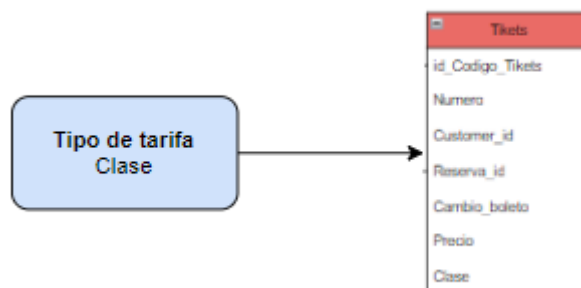 Tikets
id_Codigo_Tikets
Numero
Customer_id
Reserva_id
Cambio_boleto
Precio
Clase
Tipo de tarifa
Clase